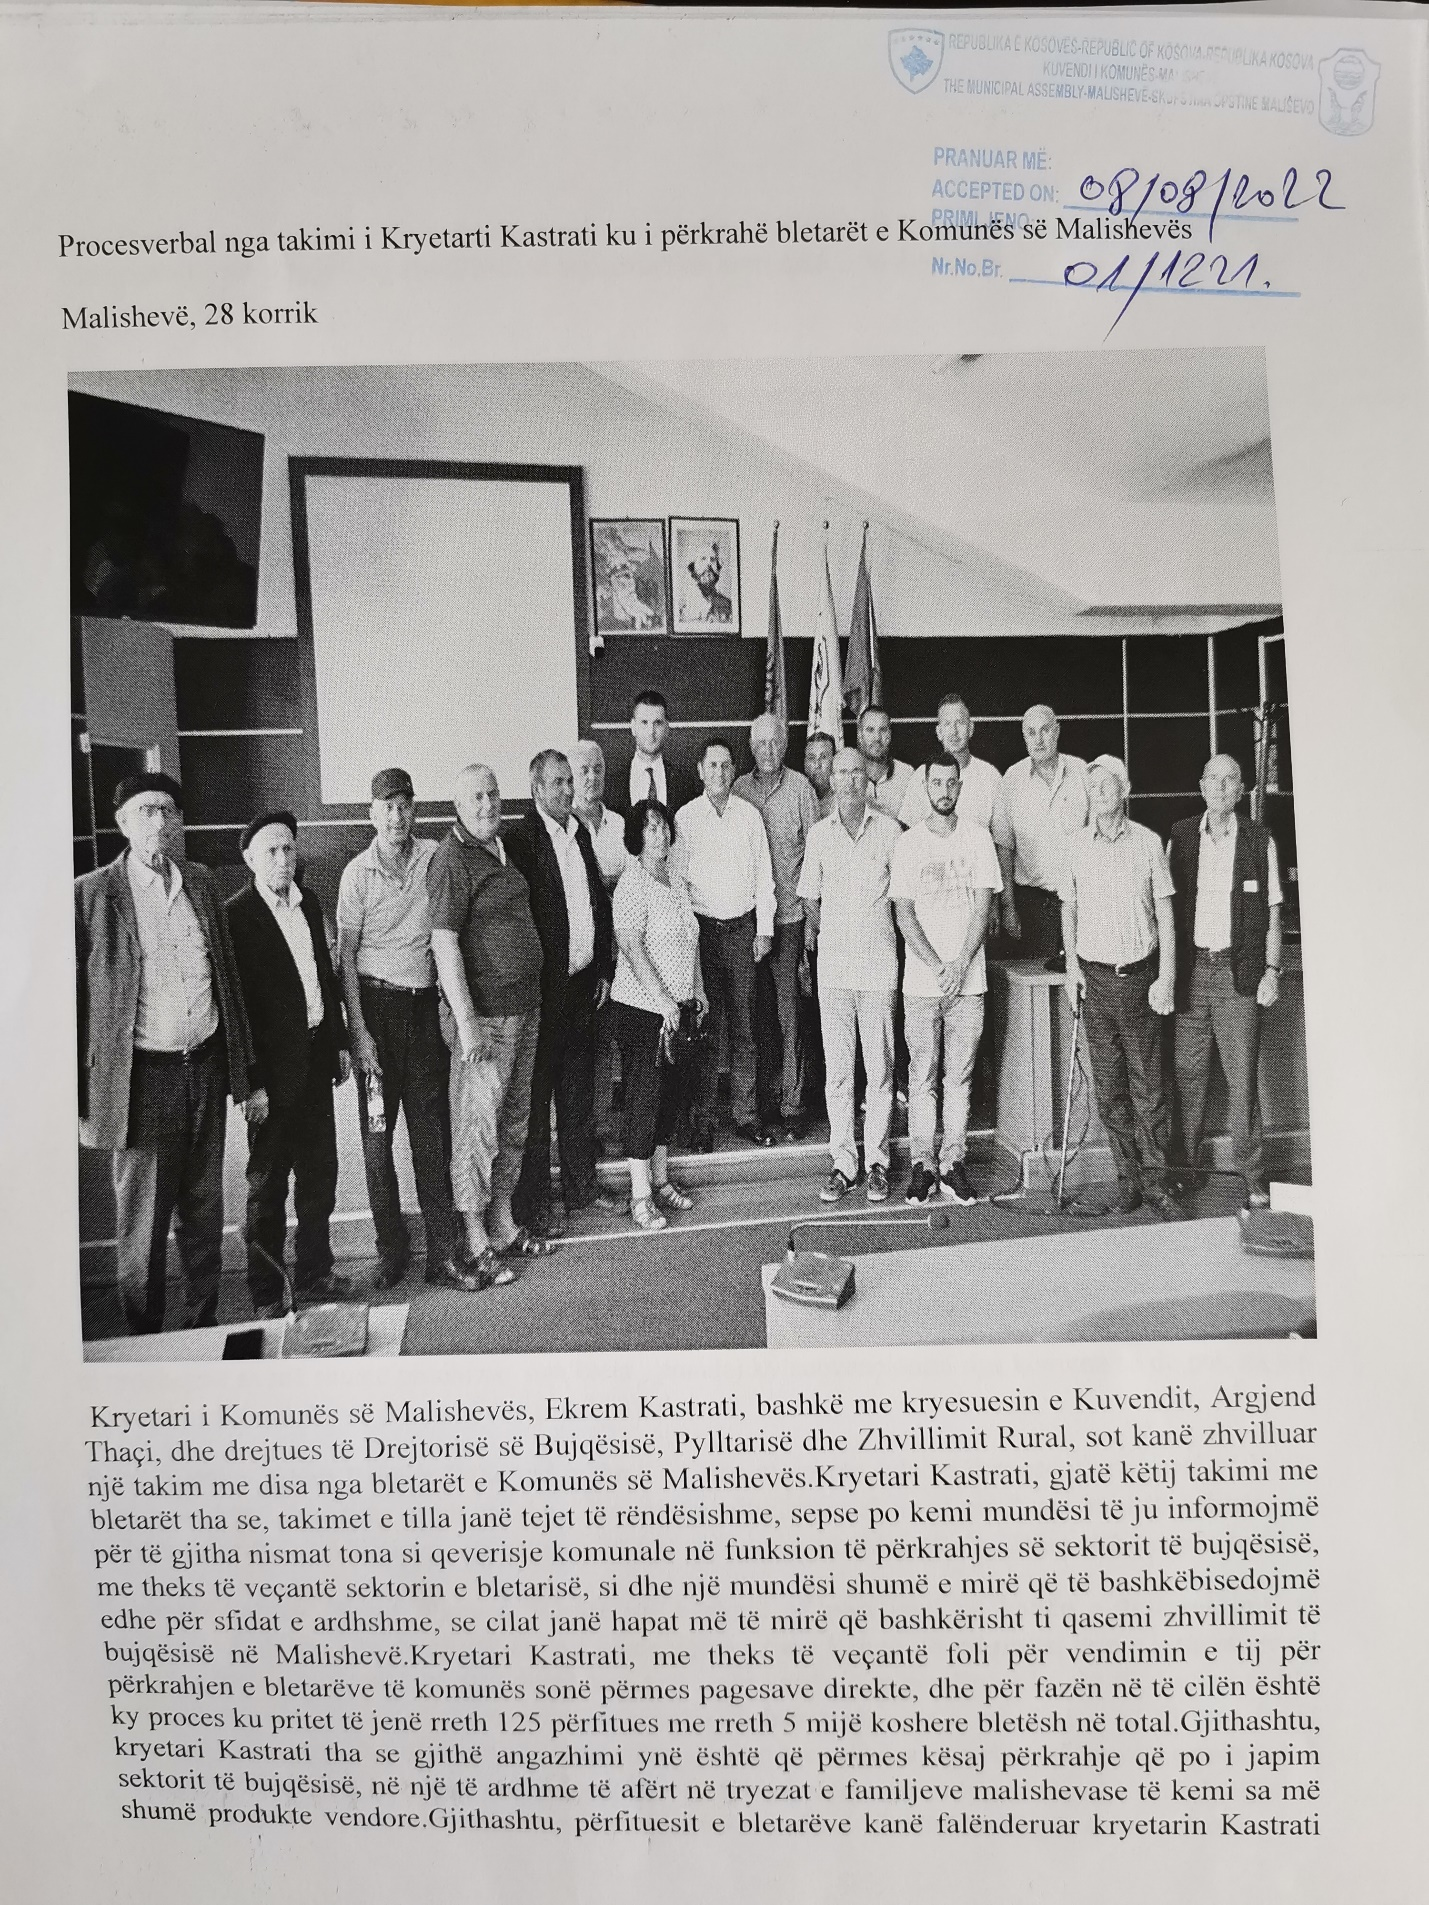 REPUBLIKA E KOSOVËS-REPUBLIC OF KOSOVA-REPUBLIKA KOSOVA
KUVENDI I KOMUNËS-
THE MUNICIPAL ASSEMBLY-MALISHEVË- OPSTINE MALIŠEVO
PRANUAR MË:
ACCEPTED ON: 08/08/2022
PRIMLJENO
Procesverbal nga takimi i Kryetarti Kastrati ku i përkrahë bletarët e Komunës së Malishevës
Nr.No.Br. 01/1221.
Malishevë, 28 korrik
Kryetari i Komunës së Malishevës, Ekrem Kastrati, bashkë me kryesuesin e Kuvendit, Argjend
Thaçi, dhe drejtues të Drejtorisë së Bujqësisë, Pylltarisë dhe Zhvillimit Rural, sot kanë zhvilluar
një takim me disa nga bletarët e Komunës së Malishevës.Kryetari Kastrati, gjatë këtij takimi me
bletarët tha se, takimet e tilla janë tejet të rëndësishme, sepse po kemi mundësi të ju informojmë
për të gjitha nismat tona si qeverisje komunale në funksion të përkrahjes së sektorit të bujqësisë,
me theks të veçantë sektorin e bletarisë, si dhe një mundësi shumë e mirë që të bashkëbisedojmë
edhe për sfidat e ardhshme, se cilat janë hapat më të mirë që bashkërisht ti qasemi zhvillimit të
bujqësisë në Malishevë.Kryetari Kastrati, me theks të veçantë foli për vendimin e tij për
përkrahjen e bletarëve të komunës sonë përmes pagesave direkte, dhe për fazën në të cilën është
ky proces ku pritet të jenë rreth 125 përfitues me rreth 5 mijë koshere bletësh në total.Gjithashtu,
kryetari Kastrati tha se gjithë angazhimi ynë është që përmes kësaj përkrahje që po i japim
sektorit të bujqësisë, në një të ardhme të afërt në tryezat e familjeve malishevase të kemi sa më
shumë produkte vendore.Gjithashtu, përfituesit e bletarëve kanë falënderuar kryetarin Kastrati